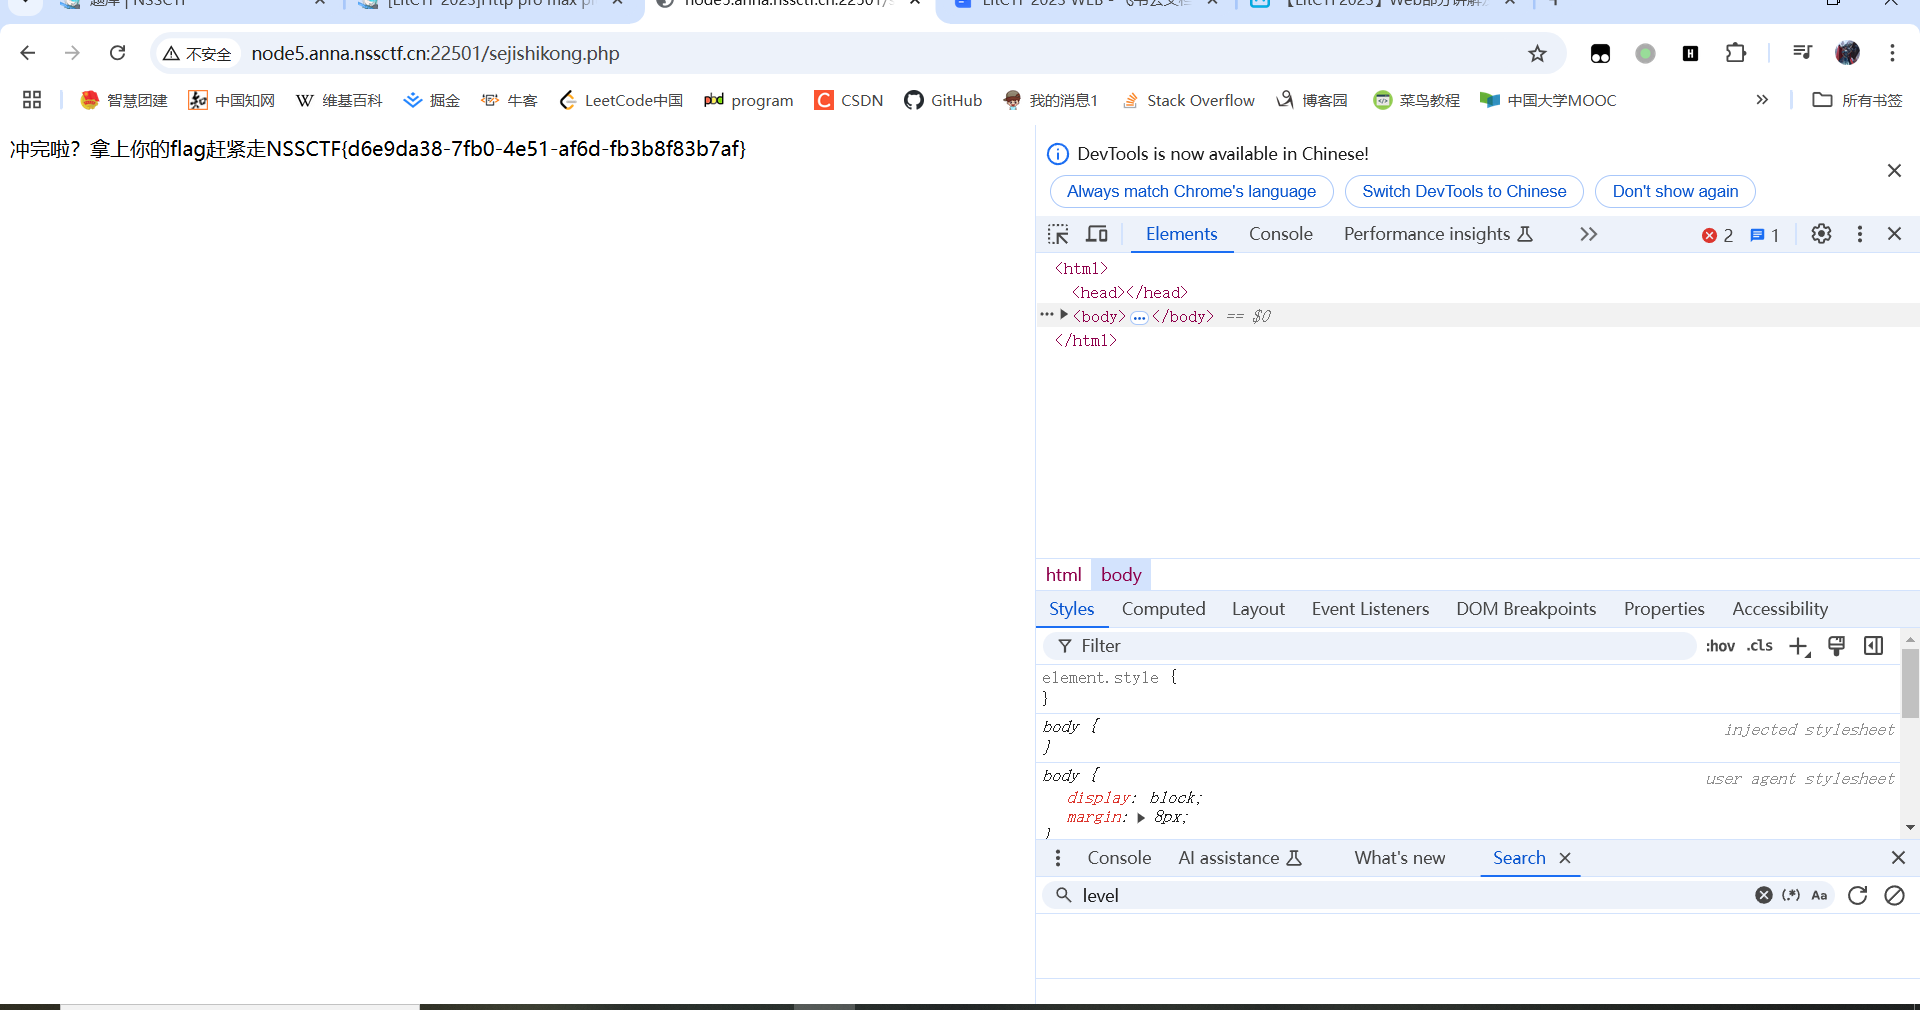 题库 | NSSCTF
[LitCTF 2023]Http pro max p
node5.anna.nssctf.cn:22501/s
LitCTF 2023 WEB -
【LitCTF2023】Web部分讲解
不安全 node5.anna.nssctf.cn:22501/sejishikong.php
智慧团建 中国知网 维基百科 掘金 牛客 LeetCode中国 program CSDN GitHub 我的消息1 Stack Overflow 博客园 菜鸟教程 中国大学MOOC » 所有书签
冲完啦？拿上你的flag赶紧走NSSCTF{d6e9da38-7fb0-4e51-af6d-fb3b8f83b7af}
DevTools is now available in Chinese!
Always match Chrome's language Switch DevTools to Chinese Don't show again
Elements Console Performance insights » 2 1
<html>
<head></head>
<body>…</body> == $0
</html>
html body
Styles Computed Layout Event Listeners DOM Breakpoints Properties Accessibility
Filter :hov .cls
element.style {
}
body { injected stylesheet
}
body { user agent stylesheet
display: block;
margin: 8px;
}
Console AI assistance What's new Search
level (.*) Aa